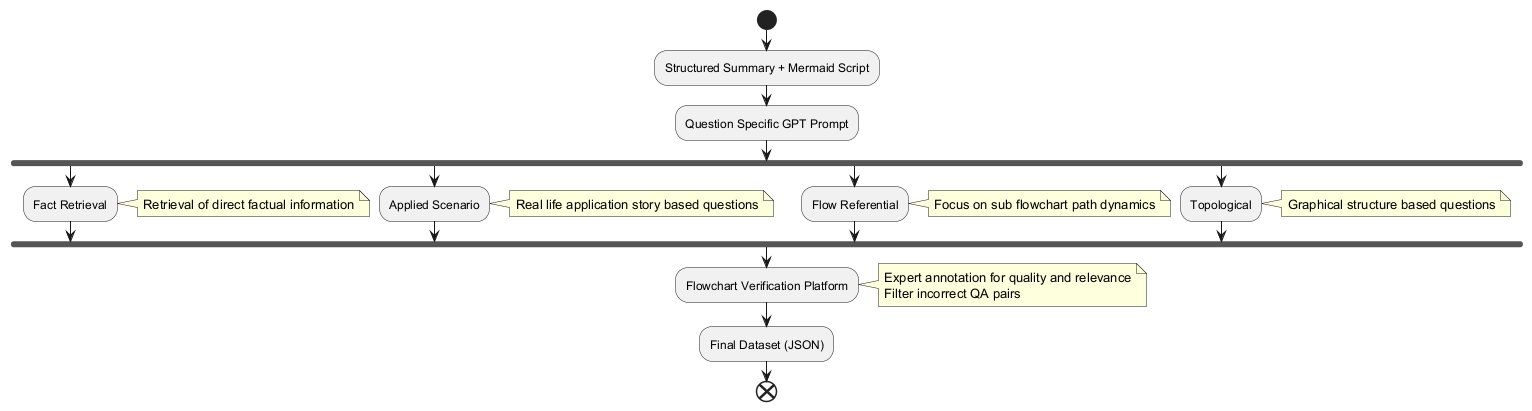 Structured Summary + Mermaid Script
Question Specific GPT Prompt
Fact Retrieval
Retrieval of direct factual information
Applied Scenario
Real life application story based questions
Flow Referential
Focus on sub flowchart path dynamics
Topological
Graphical structure based questions
Flowchart Verification Platform
Expert annotation for quality and relevance
Filter incorrect QA pairs
Final Dataset (JSON)